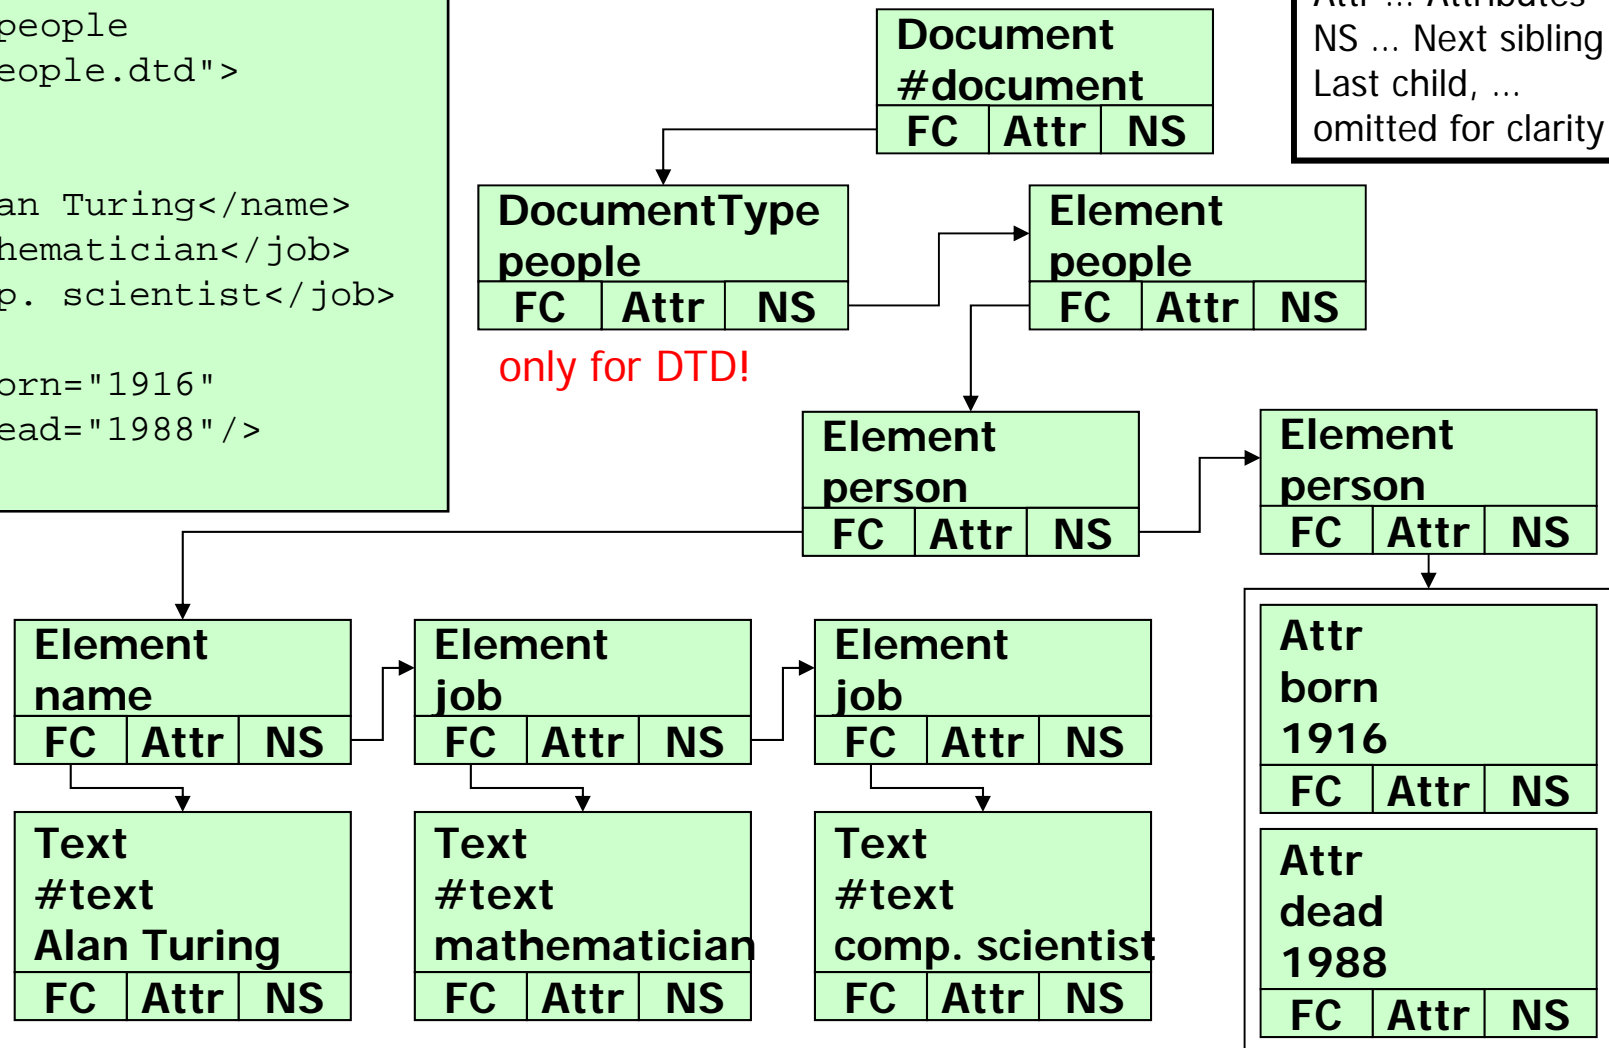 people
eople.dtd">
an Turing</name>
hematician</job>
p. scientist</job>
orn="1916"
ead="1988"/>
Attr ... Attributes
NS ... Next sibling
Last child, ...
omitted for clarity
Document
#document
FC Attr NS
DocumentType
people
FC Attr NS
only for DTD!
Element
people
FC Attr NS
Element
person
FC Attr NS
Element
person
FC Attr NS
Element
name
FC Attr NS
Element
job
FC Attr NS
Element
job
FC Attr NS
Text
#text
Alan Turing
FC Attr NS
Text
#text
mathematician
FC Attr NS
Text
#text
comp. scientist
FC Attr NS
Attr
born
1916
FC Attr NS
Attr
dead
1988
FC Attr NS